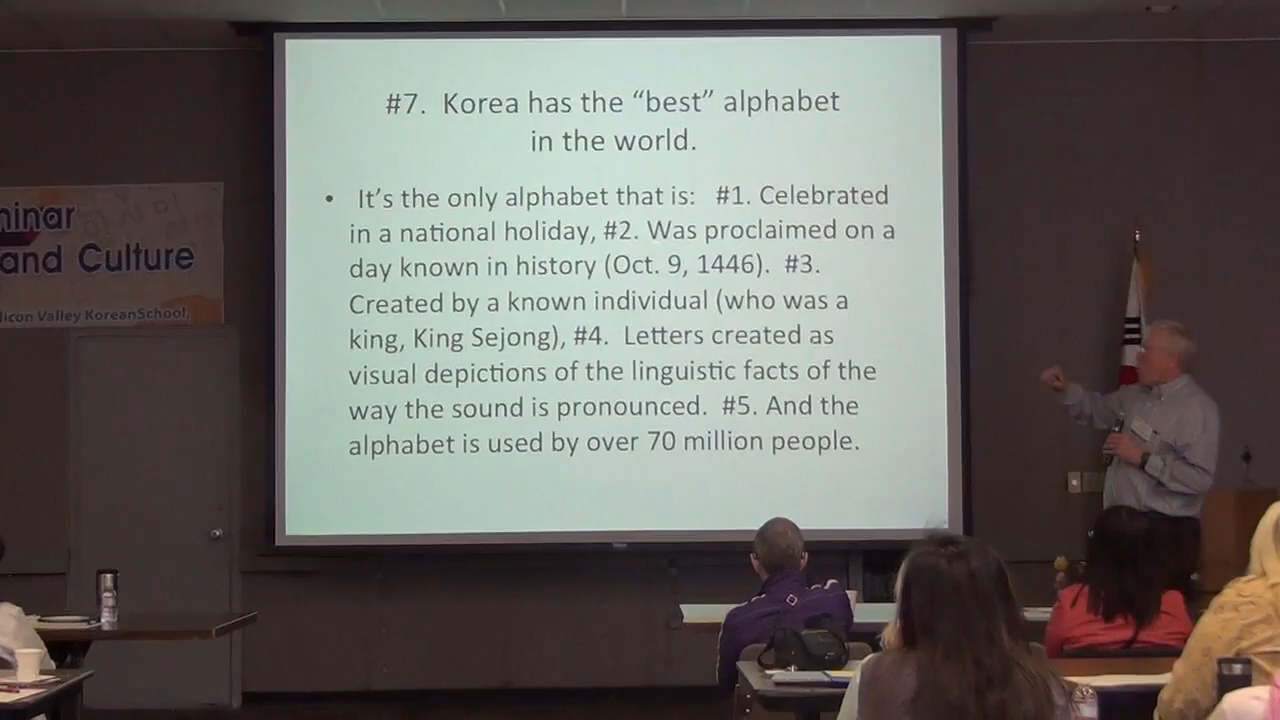 #7. Korea has the “best” alphabet
in the world.
• It’s the only alphabet that is: #1. Celebrated
in a national holiday, #2. Was proclaimed on a
day known in history (Oct. 9, 1446). #3.
Created by a known individual (who was a
king, King Sejong), #4. Letters created as
visual depictions of the linguistic facts of the
way the sound is pronounced. #5. And the
alphabet is used by over 70 million people.
and Culture
Valley KoreanSchool,